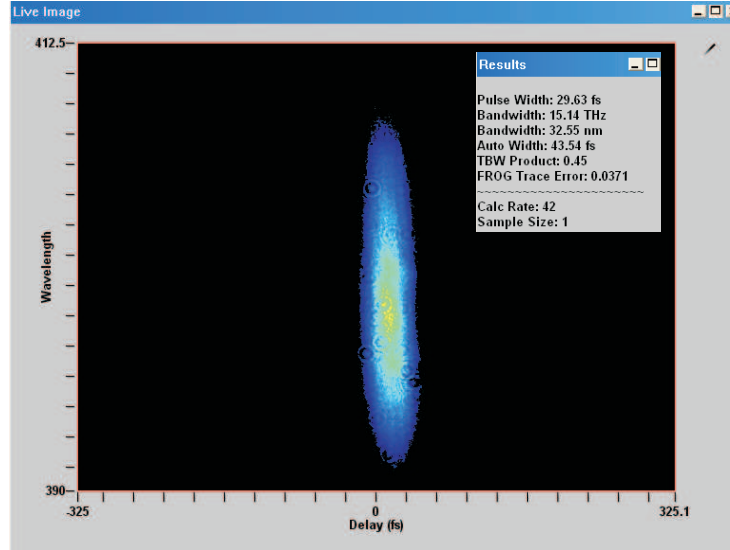 Live Image
412.5
Results
Pulse Width: 29.63 fs
Bandwidth: 15.14 THz
Bandwidth: 32.55 nm
Auto Width: 43.54 fs
TBW Product: 0.45
FROG Trace Error: 0.0371
~~~~~~~~~~~~~~~~~~~~~~~
Calc Rate: 42
Sample Size: 1
Wavelength
390
-325
0
325.1
Delay (fs)